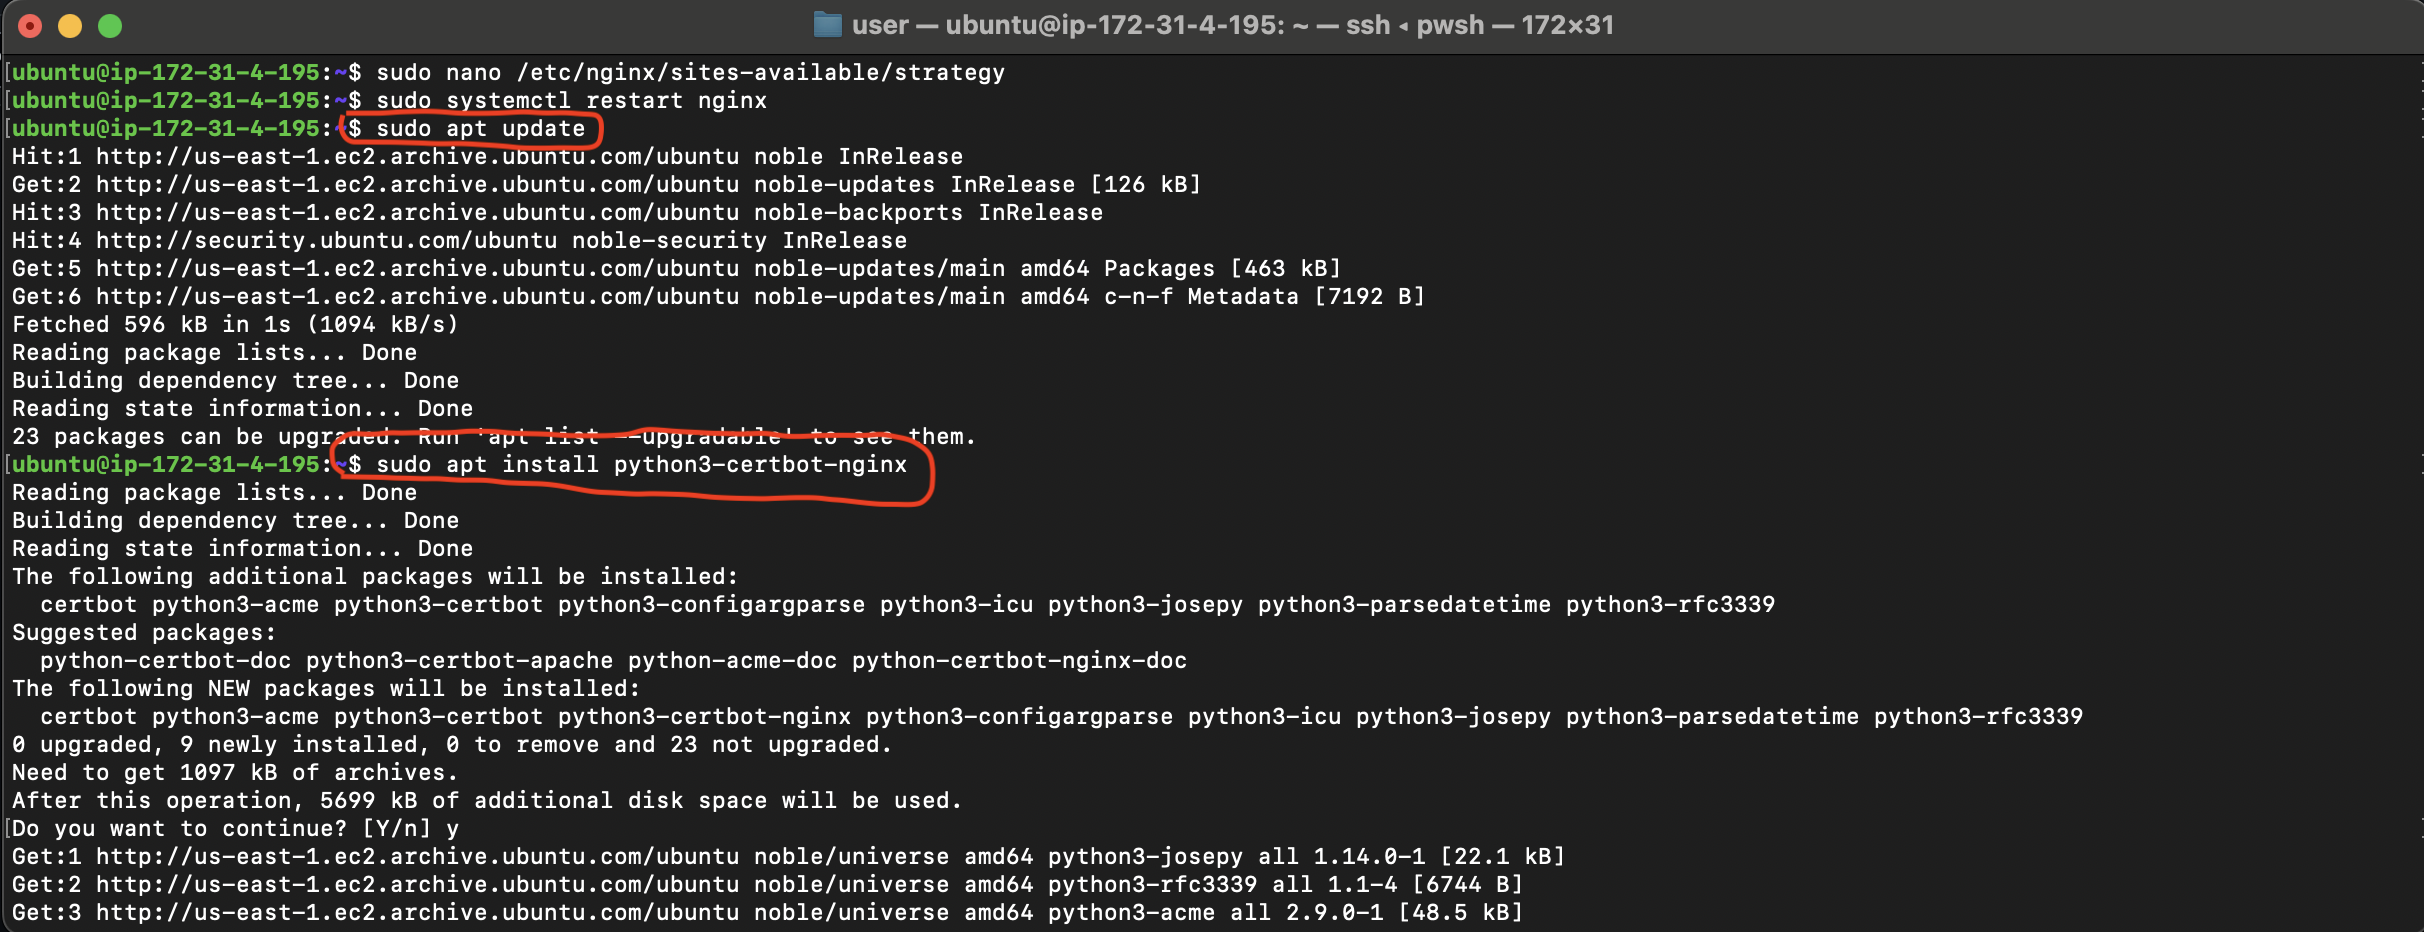 user — ubuntu@ip-172-31-4-195: ~ — ssh ◂ pwsh — 172×31
[ubuntu@ip-172-31-4-195:~$ sudo nano /etc/nginx/sites-available/strategy
[ubuntu@ip-172-31-4-195:~$ sudo systemctl restart nginx
[ubuntu@ip-172-31-4-195:~$ sudo apt update
Hit:1 http://us-east-1.ec2.archive.ubuntu.com/ubuntu noble InRelease
Get:2 http://us-east-1.ec2.archive.ubuntu.com/ubuntu noble-updates InRelease [126 kB]
Hit:3 http://us-east-1.ec2.archive.ubuntu.com/ubuntu noble-backports InRelease
Hit:4 http://security.ubuntu.com/ubuntu noble-security InRelease
Get:5 http://us-east-1.ec2.archive.ubuntu.com/ubuntu noble-updates/main amd64 Packages [463 kB]
Get:6 http://us-east-1.ec2.archive.ubuntu.com/ubuntu noble-updates/main amd64 c-n-f Metadata [7192 B]
Fetched 596 kB in 1s (1094 kB/s)
Reading package lists... Done
Building dependency tree... Done
Reading state information... Done
23 packages can be upgraded. Run 'apt list --upgradable' to see them.
[ubuntu@ip-172-31-4-195:~$ sudo apt install python3-certbot-nginx
Reading package lists... Done
Building dependency tree... Done
Reading state information... Done
The following additional packages will be installed:
  certbot python3-acme python3-certbot python3-configargparse python3-icu python3-josepy python3-parsedatetime python3-rfc3339
Suggested packages:
  python-certbot-doc python3-certbot-apache python-acme-doc python-certbot-nginx-doc
The following NEW packages will be installed:
  certbot python3-acme python3-certbot python3-certbot-nginx python3-configargparse python3-icu python3-josepy python3-parsedatetime python3-rfc3339
0 upgraded, 9 newly installed, 0 to remove and 23 not upgraded.
Need to get 1097 kB of archives.
After this operation, 5699 kB of additional disk space will be used.
[Do you want to continue? [Y/n] y
Get:1 http://us-east-1.ec2.archive.ubuntu.com/ubuntu noble/universe amd64 python3-josepy all 1.14.0-1 [22.1 kB]
Get:2 http://us-east-1.ec2.archive.ubuntu.com/ubuntu noble/universe amd64 python3-rfc3339 all 1.1-4 [6744 B]
Get:3 http://us-east-1.ec2.archive.ubuntu.com/ubuntu noble/universe amd64 python3-acme all 2.9.0-1 [48.5 kB]